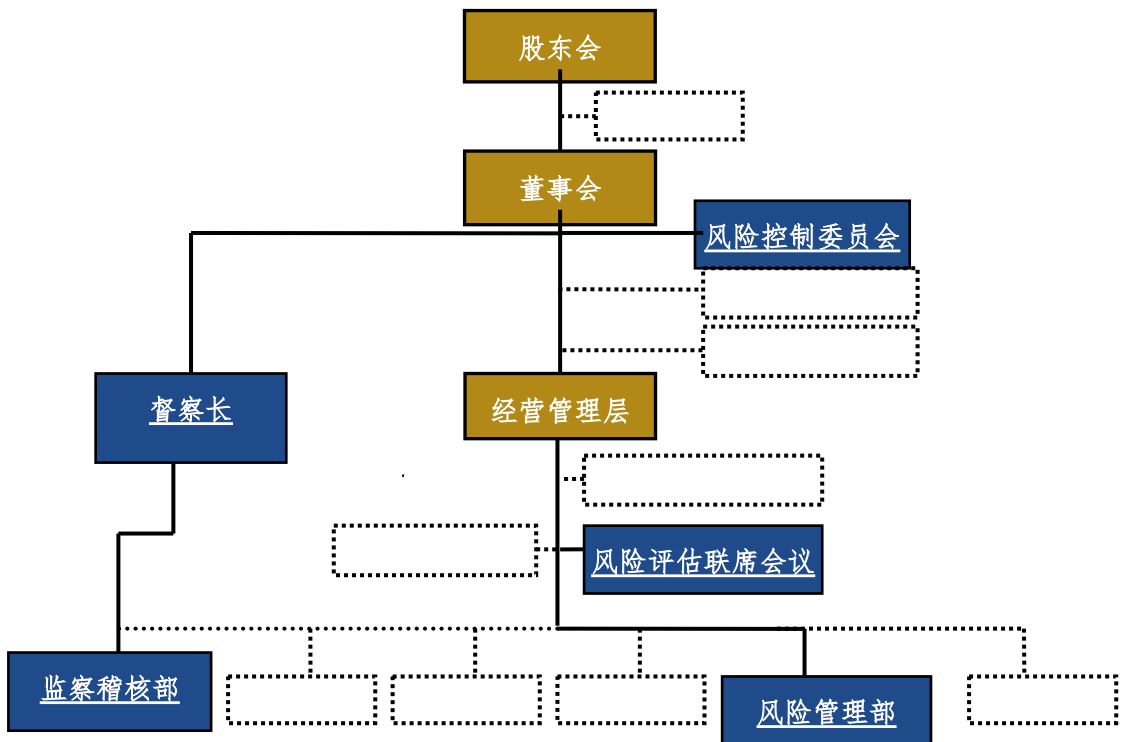 股东会
董事会
风险控制委员会
督察长
经营管理层
风险评估联席会议
监察稽核部
风险管理部